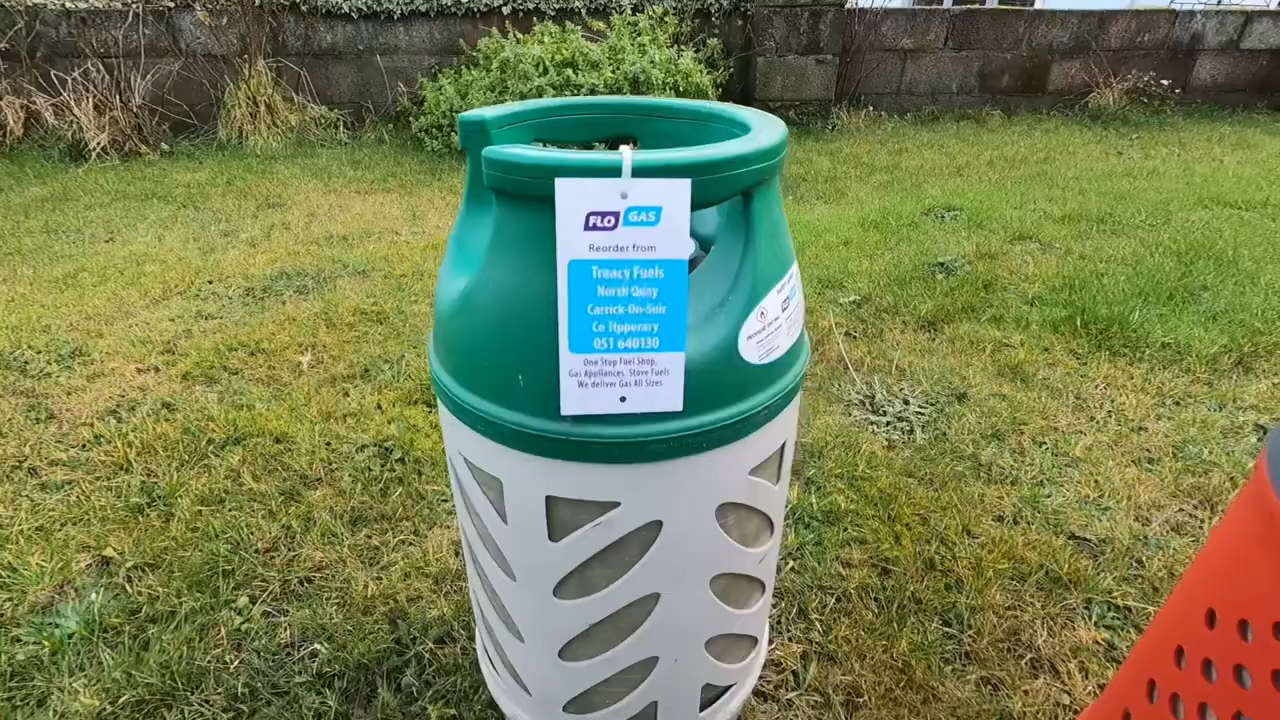 FLO GAS
Reorder from
Treacy Fuels
North Quay
Carrick-On-Suir
Co Tipperary
051 640130
One Stop Fuel Shop,
Gas Appliances, Stove Fuels
We deliver Gas All Sizes